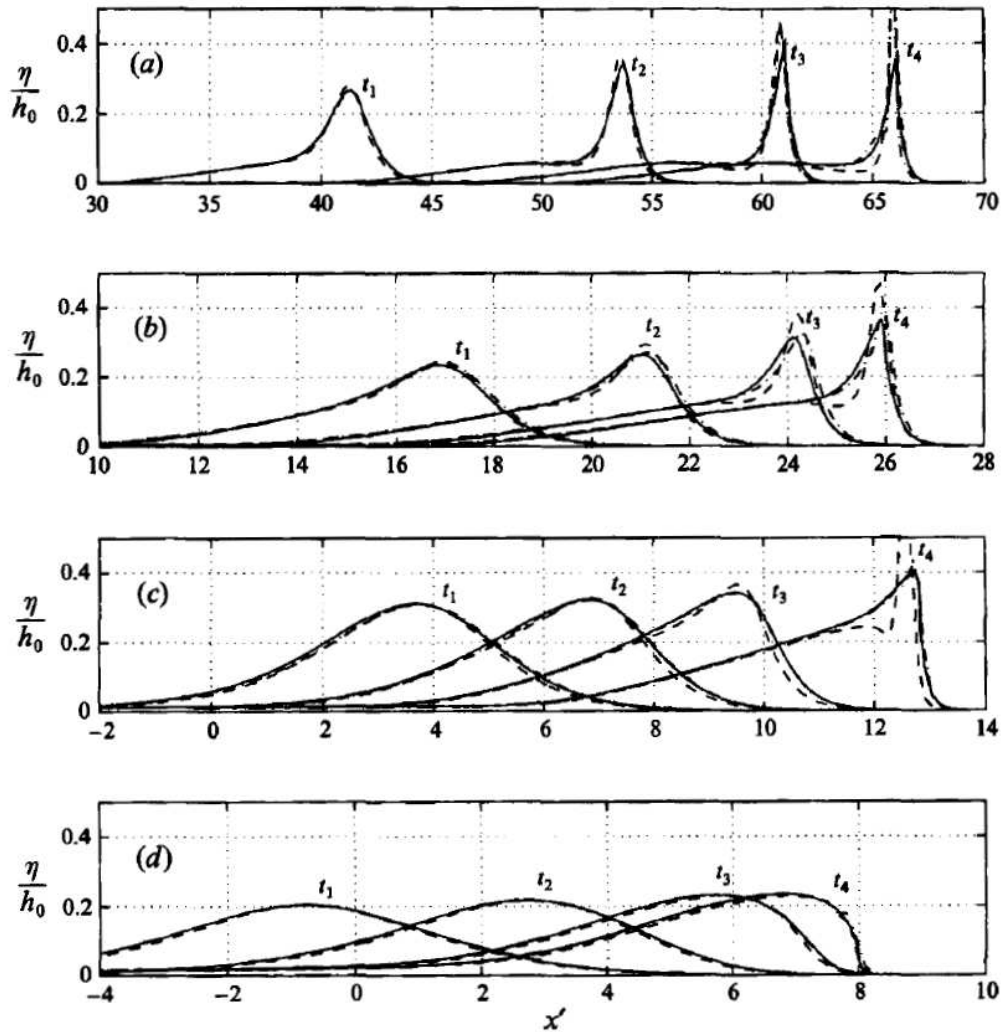 0.4
(a)
η/h₀
0.2
0
t₁ t₂ t₃ t₄
30 35 40 45 50 55 60 65 70
0.4
(b)
η/h₀
0.2
0
t₁ t₂ t₃ t₄
10 12 14 16 18 20 22 24 26 28
0.4
(c)
η/h₀
0.2
0
t₁ t₂ t₃ t₄
−2 0 2 4 6 8 10 12 14
0.4
(d)
η/h₀
0.2
0
t₁ t₂ t₃ t₄
−4 −2 0 2 4 6 8 10
x′